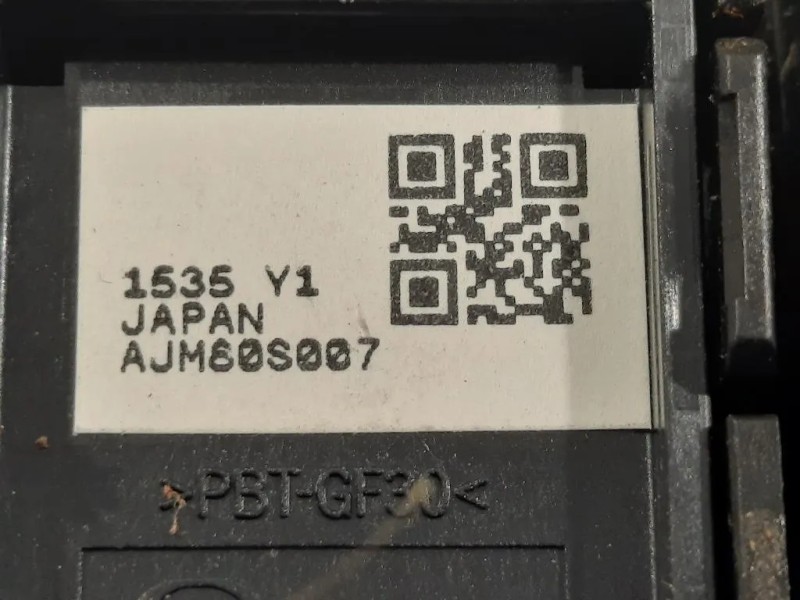 1535 Y1
JAPAN
AJM60S007
>PBT-GF30<